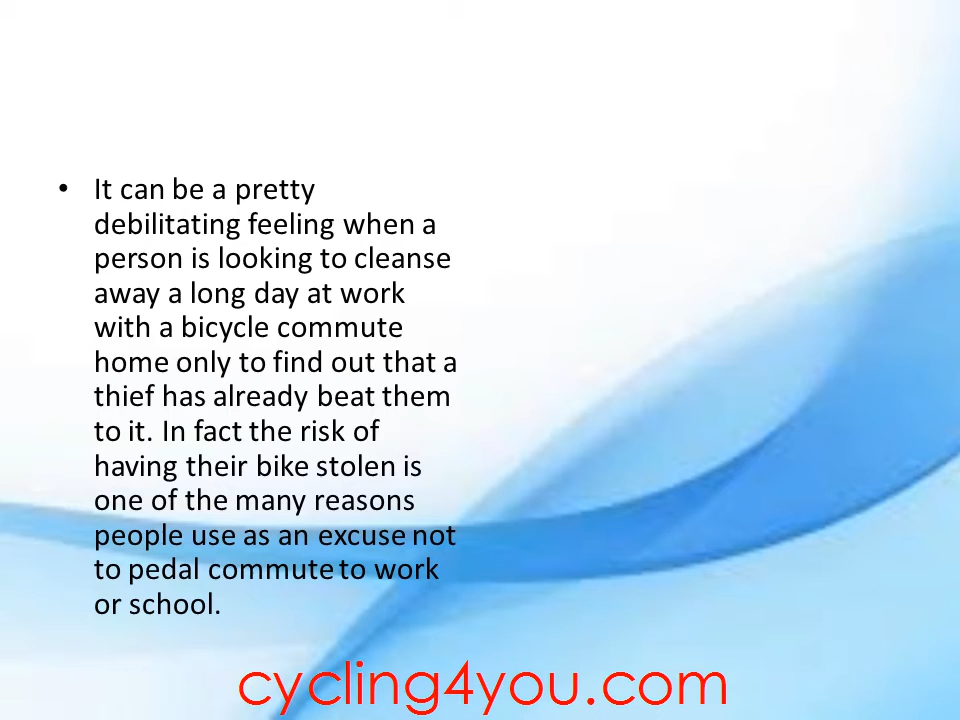 • It can be a pretty
debilitating feeling when a
person is looking to cleanse
away a long day at work
with a bicycle commute
home only to find out that a
thief has already beat them
to it. In fact the risk of
having their bike stolen is
one of the many reasons
people use as an excuse not
to pedal commute to work
or school.
cycling4you.com